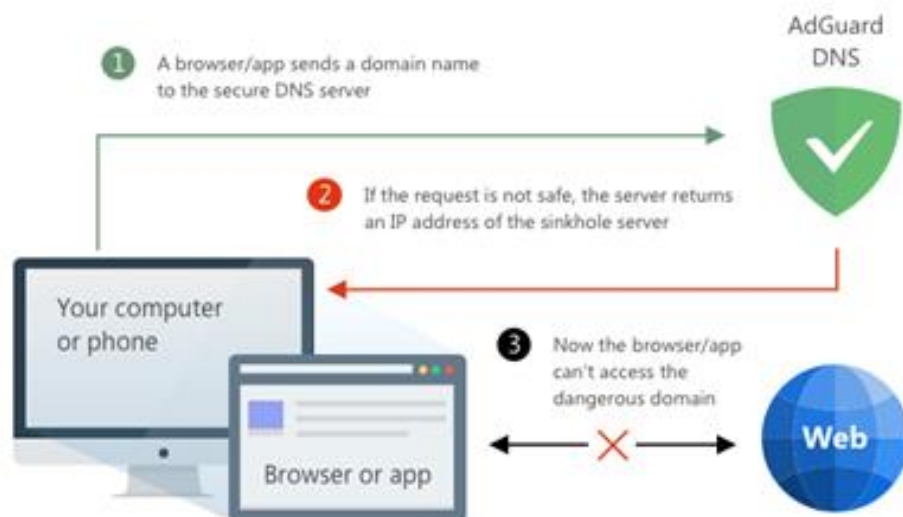 AdGuard
DNS
1
A browser/app sends a domain name
to the secure DNS server
2
If the request is not safe, the server returns
an IP address of the sinkhole server
Your computer
or phone
3
Now the browser/app
can't access the
dangerous domain
Web
Browser or app